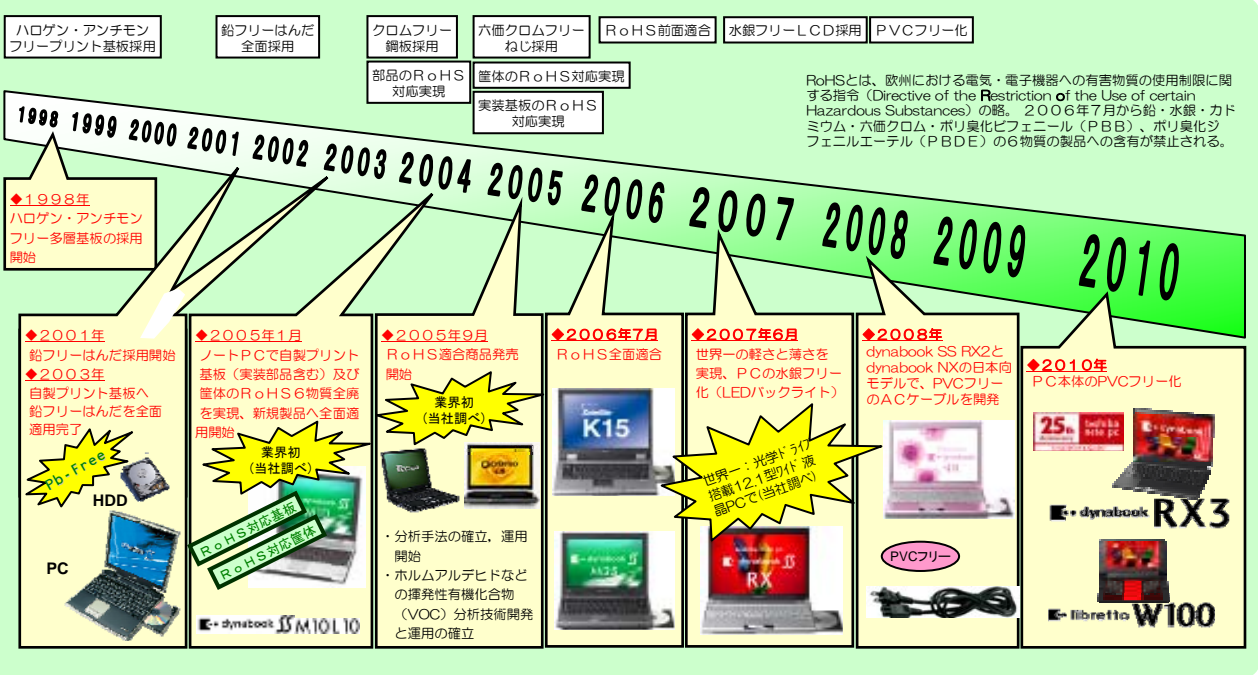 ハロゲン・アンチモン
フリープリント基板採用
鉛フリーはんだ
全面採用
クロムフリー
鋼板採用
六価クロムフリー
ねじ採用
ＲｏＨＳ前面適合
水銀フリーＬＣＤ採用
ＰＶＣフリー化
部品のＲｏＨＳ
対応実現
筐体のＲｏＨＳ対応実現
実装基板のＲｏＨＳ
対応実現
RoHSとは、欧州における電気・電子機器への有害物質の使用制限に関
する指令（Directive of the Restriction of the Use of certain
Hazardous Substances）の略。 ２００６年７月から鉛・水銀・カド
ミウム・六価クロム・ポリ臭化ビフェニール（ＰＢＢ）、ポリ臭化ジ
フェニルエーテル（ＰＢＤＥ）の６物質の製品への含有が禁止される。
1998 1999 2000 2001 2002 2003 2004 2005 2006 2007 2008 2009 2010
◆１９９８年
ハロゲン・アンチモン
フリー多層基板の採用
開始
◆２００１年
鉛フリーはんだ採用開始
◆２００３年
自製プリント基板へ
鉛フリーはんだを全面
適用完了
Pb-Free
HDD
PC
◆２００５年１月
ノートＰＣで自製プリント
基板（実装部品含む）及び
筐体のＲｏＨＳ６物質全廃
を実現、新規製品へ全面適
用開始
業界初
（当社調べ）
ＲｏＨＳ対応基板
ＲｏＨＳ対応筐体
dynabook SS M10L10
◆２００５年９月
ＲｏＨＳ適合商品発売
開始
業界初
（当社調べ）
Qosmio
・分析手法の確立，運用
開始
・ホルムアルデヒドなど
の揮発性有機化合物
（VOC）分析技術開発
と運用の確立
◆2006年7月
ＲｏＨＳ全面適合
Satellite
K15
dynabook SS
M35
◆2007年6月
世界一の軽さと薄さを
実現、ＰＣの水銀フリー
化（LEDバックライト）
世界一：光学ﾄﾞﾗｲﾌﾞ
搭載12.1型ﾜｲﾄﾞ液
晶PCで(当社調べ)
dynabook SS
RX
◆2008年
dynabook SS RX2と
dynabook NXの日本向
モデルで、PVCフリー
のＡＣケーブルを開発
dynabook
PVCフリー
◆2010年
ＰＣ本体のPVCフリー化
25th
Anniversary
toshiba
note pc
dynabook RX3
libretto W100